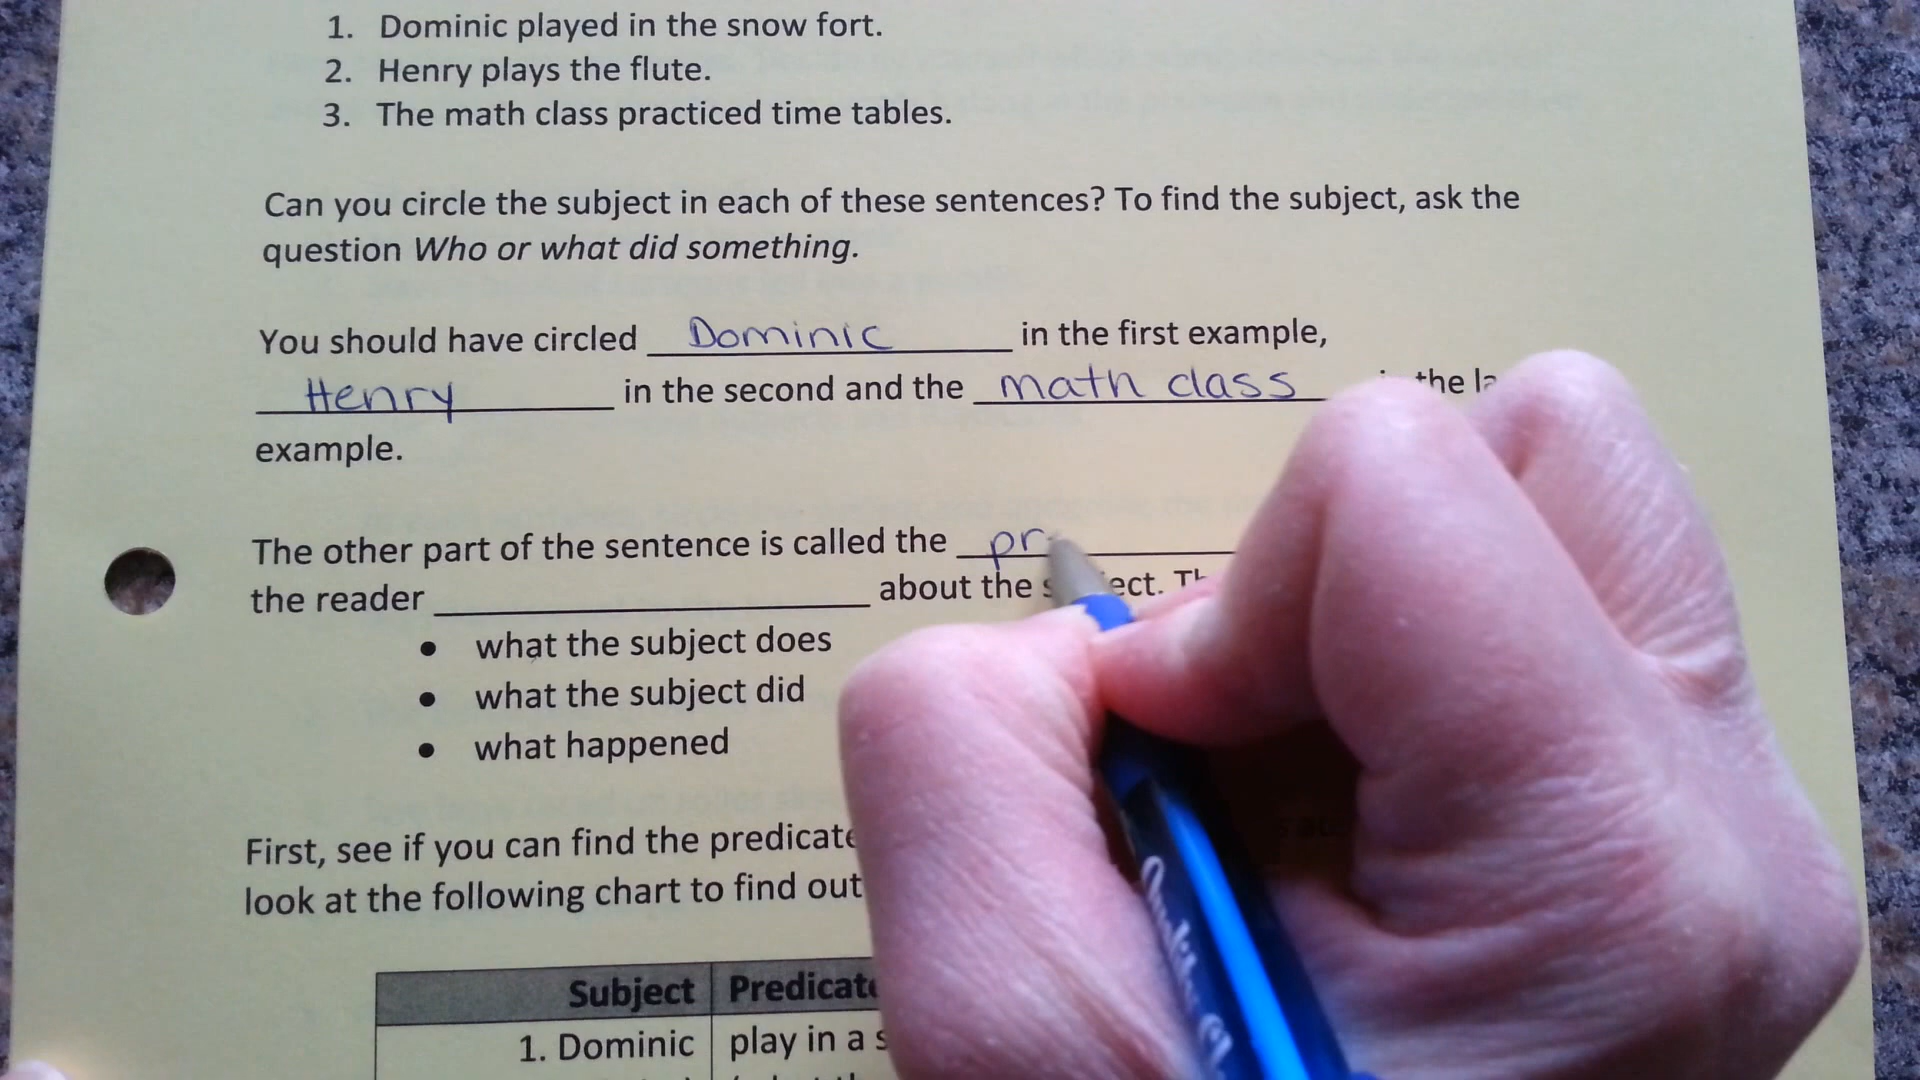 1. Dominic played in the snow fort.
2. Henry plays the flute.
3. The math class practiced time tables.
Can you circle the subject in each of these sentences? To find the subject, ask the
question Who or what did something.
You should have circled Dominic in the first example,
Henry in the second and the math class the
example.
The other part of the sentence is called the pr
the reader about the
• what the subject does
• what the subject did
• what happened
First, see if you can find the
look at the following chart to find out
Subject
1. Dominic play in a